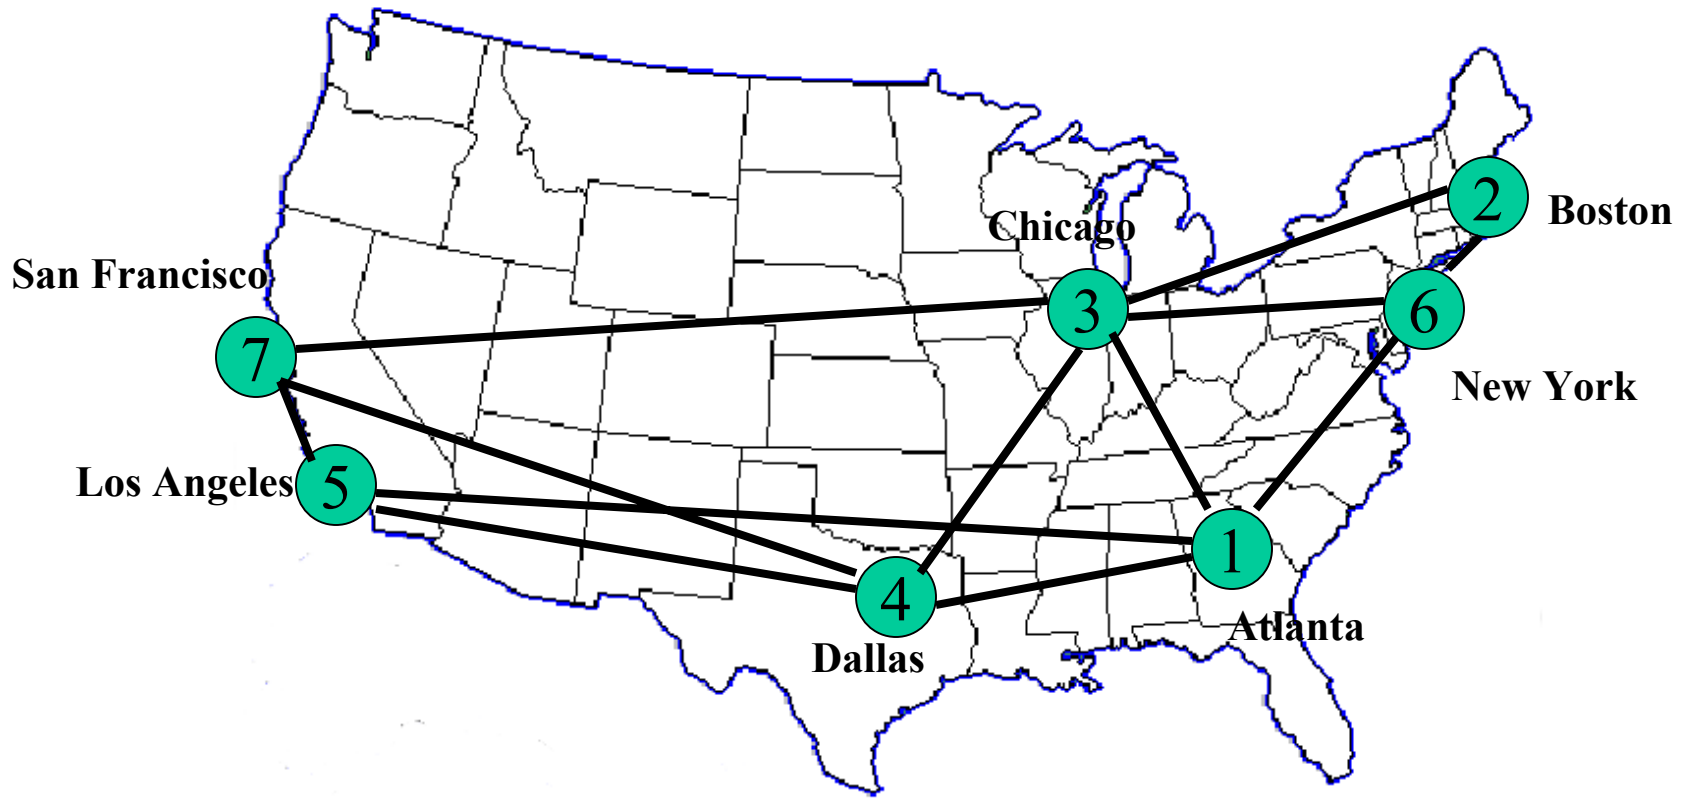 2
Boston
Chicago
San Francisco
3
6
7
New York
Los Angeles
5
1
4
Atlanta
Dallas